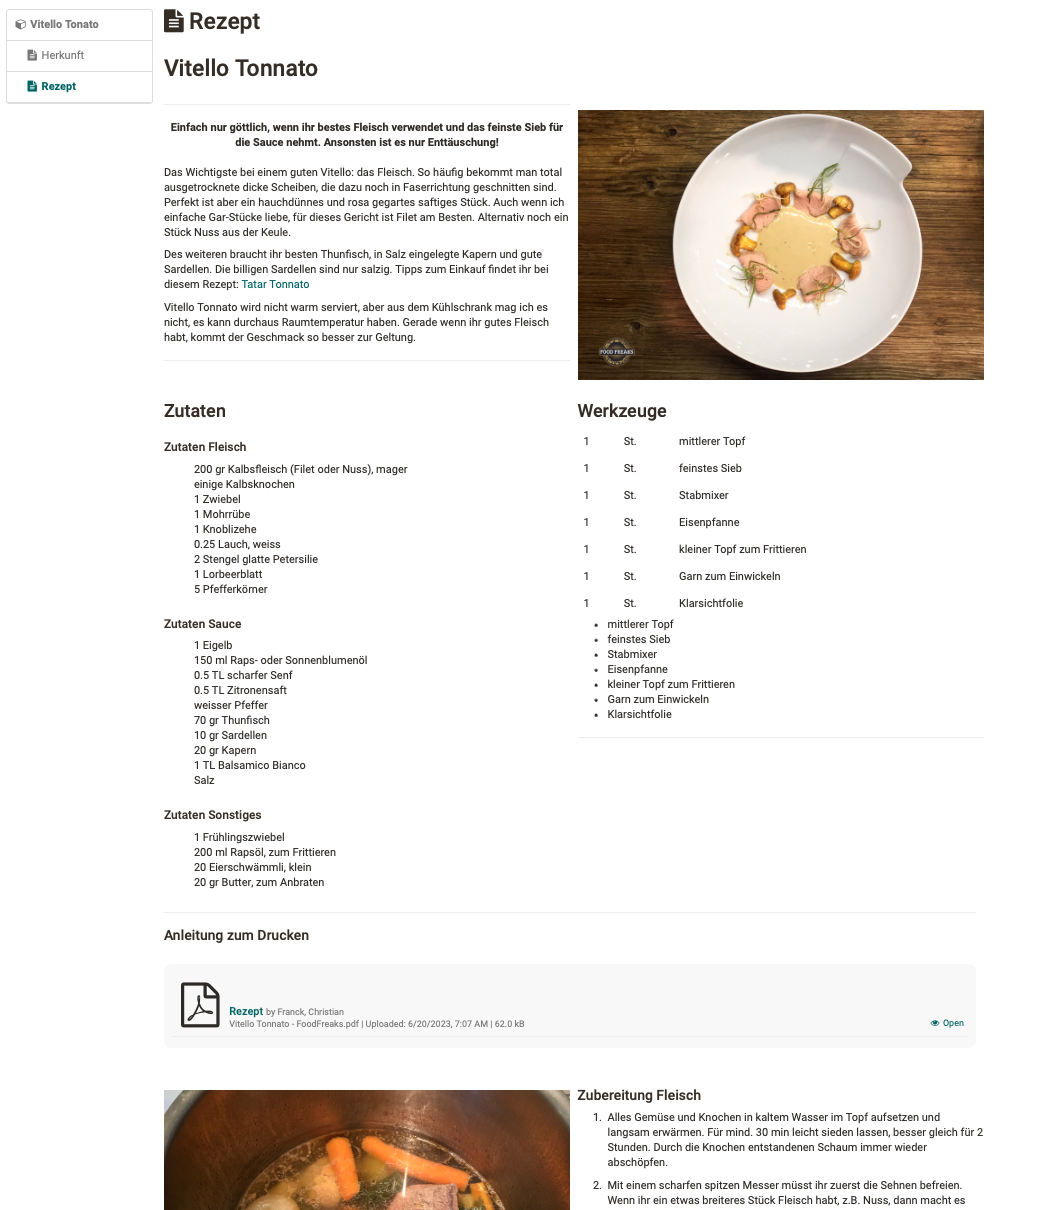 Vitello Tonato
Herkunft
Rezept
Rezept
Vitello Tonnato
Einfach nur göttlich, wenn ihr bestes Fleisch verwendet und das feinste Sieb für
die Sauce nehmt. Ansonsten ist es nur Enttäuschung!
Das Wichtigste bei einem guten Vitello: das Fleisch. So häufig bekommt man total
ausgetrocknete dicke Scheiben, die dazu noch in Faserrichtung geschnitten sind.
Perfekt ist aber ein hauchdünnes und rosa gegartes saftiges Stück. Auch wenn ich
einfache Gar-Stücke liebe, für dieses Gericht ist Filet am Besten. Alternativ noch ein
Stück Nuss aus der Keule.
Des weiteren braucht ihr besten Thunfisch, in Salz eingelegte Kapern und gute
Sardellen. Die billigen Sardellen sind nur salzig. Tipps zum Einkauf findet ihr bei
diesem Rezept: Tatar Tonnato
Vitello Tonnato wird nicht warm serviert, aber aus dem Kühlschrank mag ich es
nicht, es kann durchaus Raumtemperatur haben. Gerade wenn ihr gutes Fleisch
habt, kommt der Geschmack so besser zur Geltung.
FOOD FREAKS
Zutaten
Zutaten Fleisch
200 gr Kalbsfleisch (Filet oder Nuss), mager
einige Kalbsknochen
1 Zwiebel
1 Mohrrübe
1 Knoblizehe
0.25 Lauch, weiss
2 Stengel glatte Petersilie
1 Lorbeerblatt
5 Pfefferkörner
Zutaten Sauce
1 Eigelb
150 ml Raps- oder Sonnenblumenöl
0.5 TL scharfer Senf
0.5 TL Zitronensaft
weisser Pfeffer
70 gr Thunfisch
10 gr Sardellen
20 gr Kapern
1 TL Balsamico Bianco
Salz
Zutaten Sonstiges
1 Frühlingszwiebel
200 ml Rapsöl, zum Frittieren
20 Eierschwämmli, klein
20 gr Butter, zum Anbraten
Werkzeuge
1 St. mittlerer Topf
1 St. feinstes Sieb
1 St. Stabmixer
1 St. Eisenpfanne
1 St. kleiner Topf zum Frittieren
1 St. Garn zum Einwickeln
1 St. Klarsichtfolie
• mittlerer Topf
• feinstes Sieb
• Stabmixer
• Eisenpfanne
• kleiner Topf zum Frittieren
• Garn zum Einwickeln
• Klarsichtfolie
Anleitung zum Drucken
Rezept by Franck, Christian
Vitello Tonnato - FoodFreaks.pdf | Uploaded: 6/20/2023, 7:07 AM | 62.0 kB
Open
Zubereitung Fleisch
1. Alles Gemüse und Knochen in kaltem Wasser im Topf aufsetzen und
langsam erwärmen. Für mind. 30 min leicht sieden lassen, besser gleich für 2
Stunden. Durch die Knochen entstandenen Schaum immer wieder
abschöpfen.
2. Mit einem scharfen spitzen Messer müsst ihr zuerst die Sehnen befreien.
Wenn ihr ein etwas breiteres Stück Fleisch habt, z.B. Nuss, dann macht es